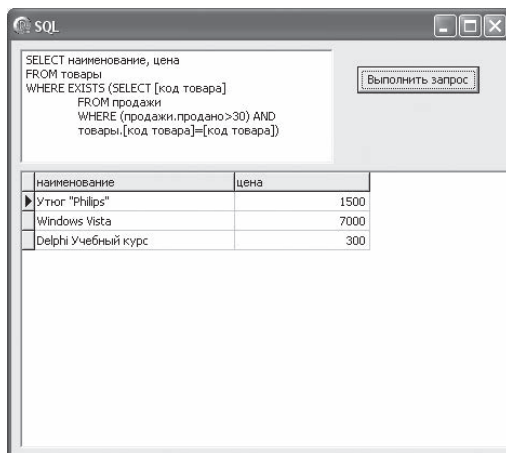 SQL
SELECT наименование, цена
FROM товары
WHERE EXISTS (SELECT [код товара]
FROM продажи
WHERE (продажи.продано>30) AND
товары.[код товара]=[код товара])
Выполнить запрос
наименование цена
Утюг "Philips" 1500
Windows Vista 7000
Delphi Учебный курс 300